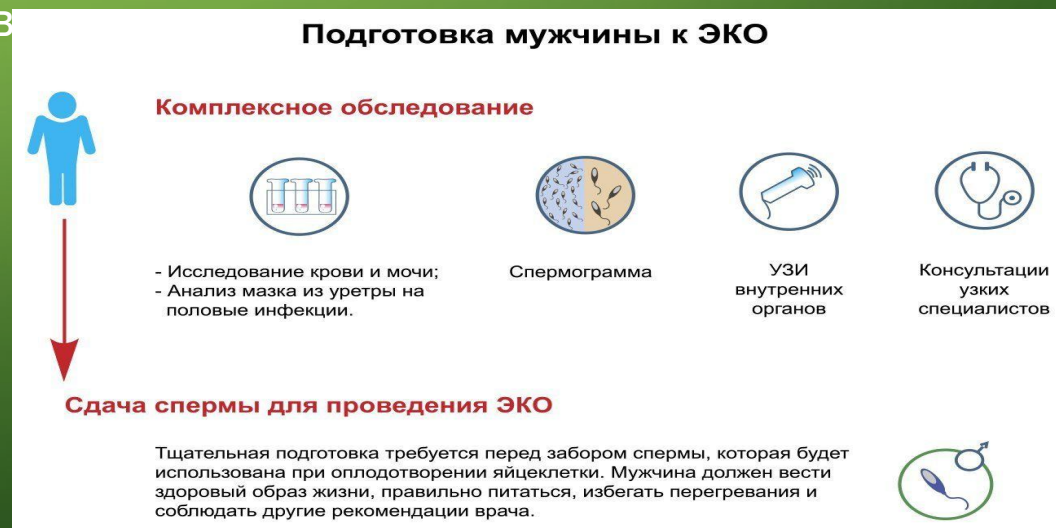 В
Подготовка мужчины к ЭКО
Комплексное обследование
- Исследование крови и мочи;
- Анализ мазка из уретры на
половые инфекции.
Спермограмма
УЗИ
внутренних
органов
Консультации
узких
специалистов
Сдача спермы для проведения ЭКО
Тщательная подготовка требуется перед забором спермы, которая будет
использована при оплодотворении яйцеклетки. Мужчина должен вести
здоровый образ жизни, правильно питаться, избегать перегревания и
соблюдать другие рекомендации врача.